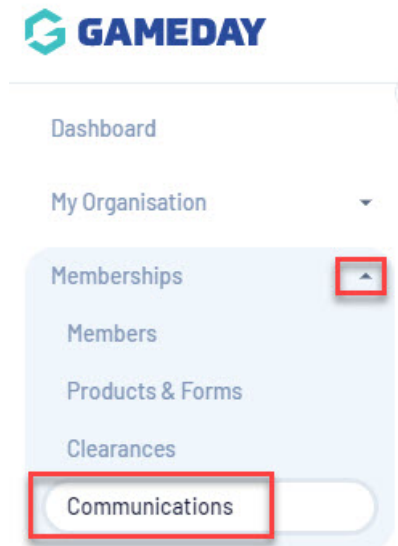 GAMEDAY
Dashboard
My Organisation
Memberships
Members
Products & Forms
Clearances
Communications